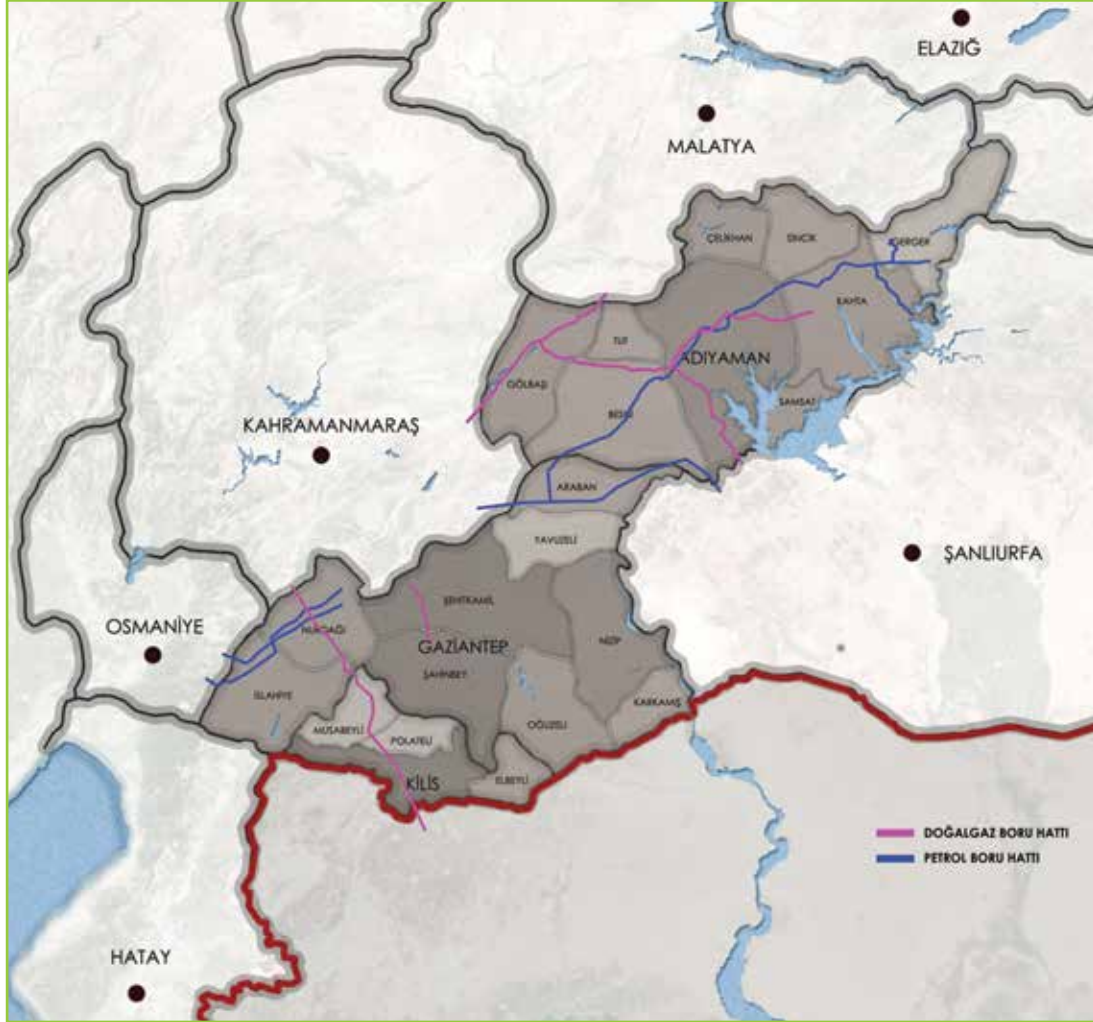 ELAZIĞ
MALATYA
ÇELİKHAN
SİNCİK
GERGER
KAHTA
TUT
ADIYAMAN
GÖLBAŞI
SAMSAT
BESNİ
KAHRAMANMARAŞ
ARABAN
YAVUZELİ
ŞANLIURFA
ŞEHİTKAMİL
OSMANİYE
NURDAĞI
GAZİANTEP
NİZİP
ŞAHİNBEY
İSLAHİYE
KARKAMIŞ
OĞUZELİ
MUSABEYLİ
POLATELİ
KİLİS
ELBEYLİ
DOĞALGAZ BORU HATTI
PETROL BORU HATTI
HATAY